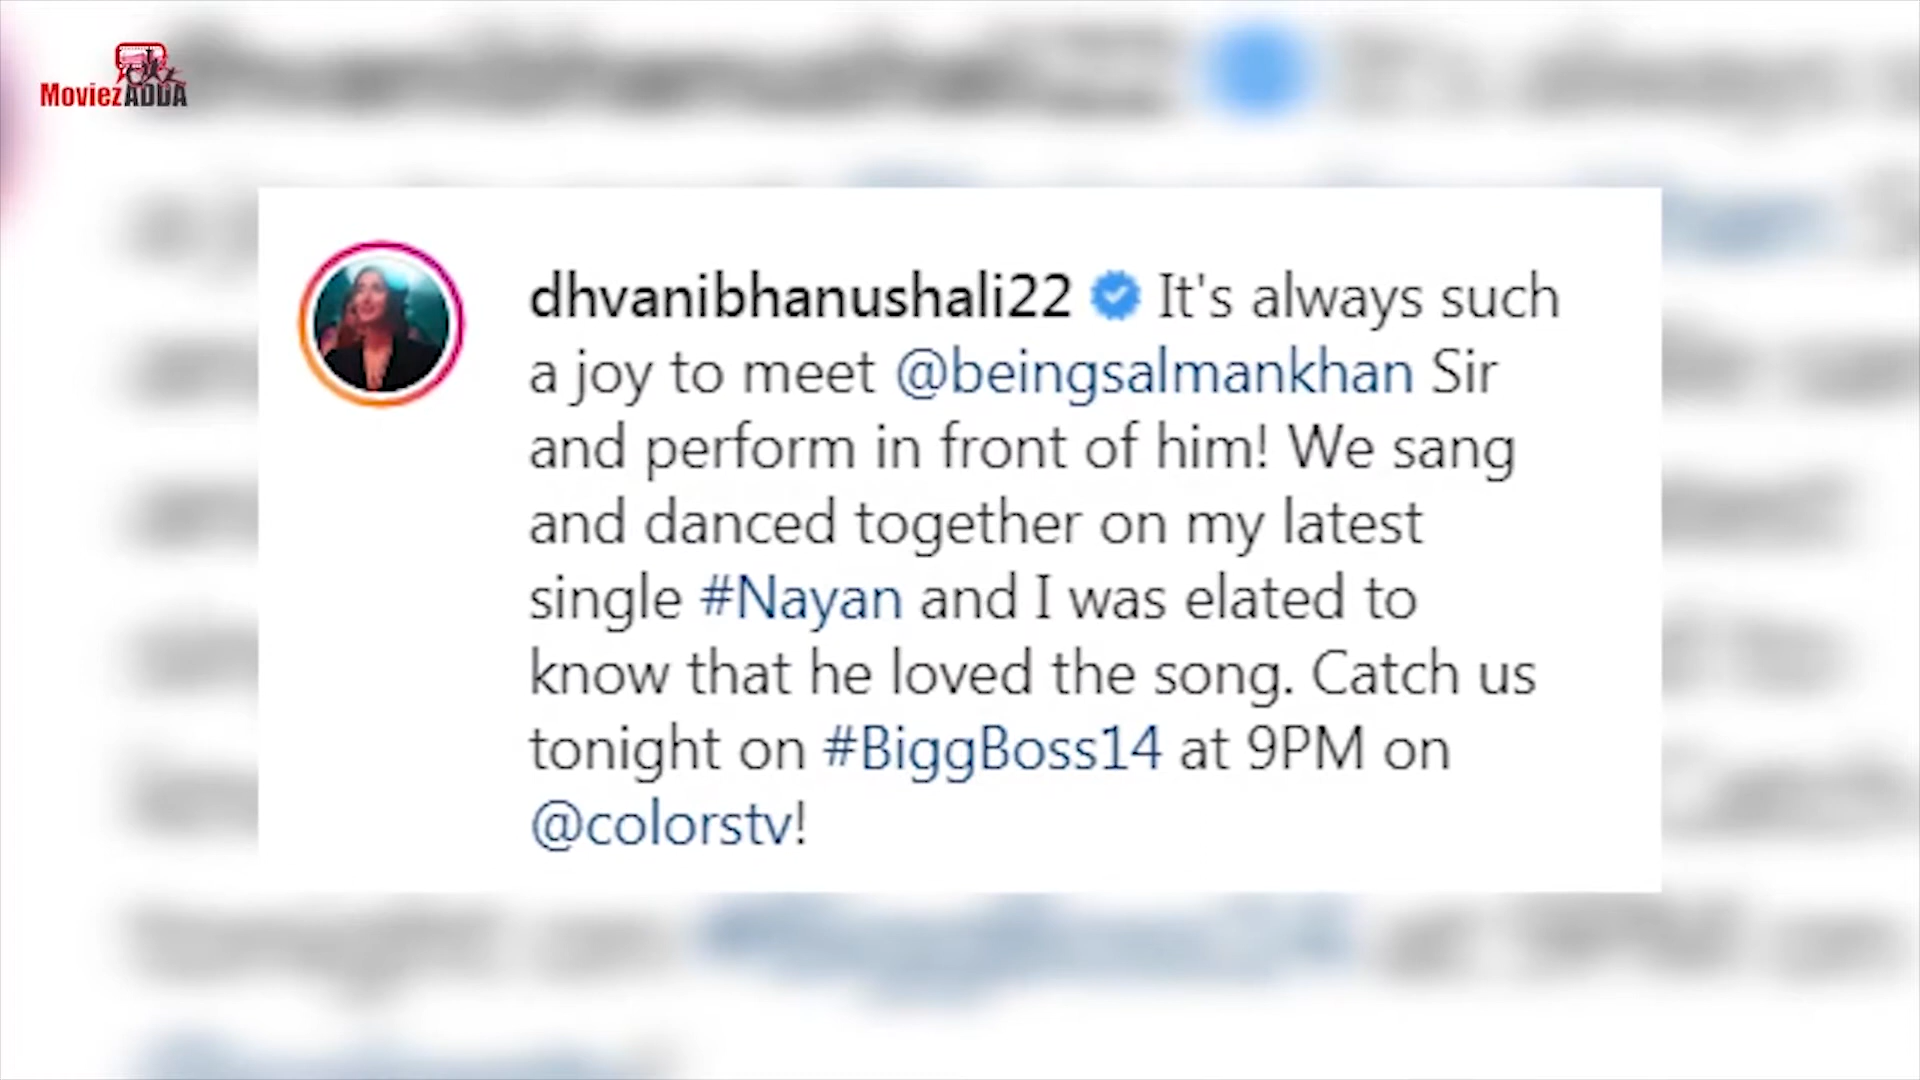 MoviezADDA
dhvanibhanushali22 It's always such
a joy to meet @beingsalmankhan Sir
and perform in front of him! We sang
and danced together on my latest
single #Nayan and I was elated to
know that he loved the song. Catch us
tonight on #BiggBoss14 at 9PM on
@colorstv!